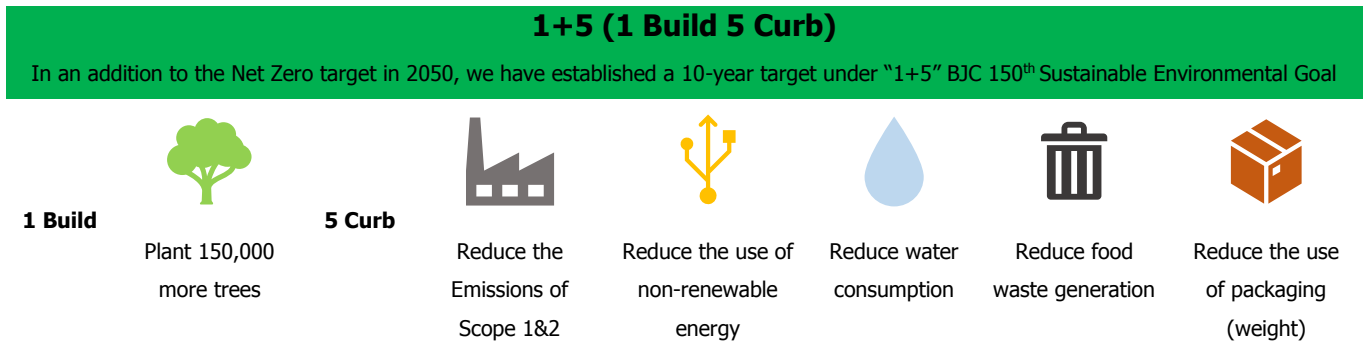 1+5 (1 Build 5 Curb)
In an addition to the Net Zero target in 2050, we have established a 10-year target under “1+5” BJC 150th Sustainable Environmental Goal
1 Build
Plant 150,000
more trees
5 Curb
Reduce the
Emissions of
Scope 1&2
Reduce the use of
non-renewable
energy
Reduce water
consumption
Reduce food
waste generation
Reduce the use
of packaging
(weight)